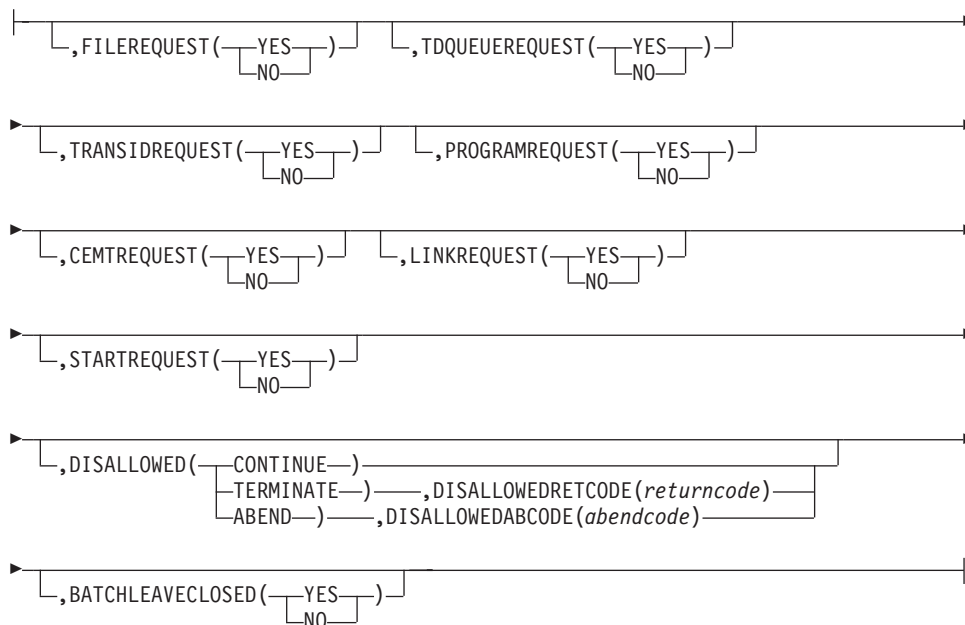 ,FILEREQUEST( YES ) ,TDQUEUEREQUEST( YES )
NO NO
,TRANSIDREQUEST( YES ) ,PROGRAMREQUEST( YES )
NO NO
,CEMTREQUEST( YES ) ,LINKREQUEST( YES )
NO NO
,STARTREQUEST( YES )
NO
,DISALLOWED( CONTINUE )
TERMINATE ) ,DISALLOWEDRETCODE(returncode)
ABEND ) ,DISALLOWEDABCODE(abendcode)
,BATCHLEAVECLOSED( YES )
NO